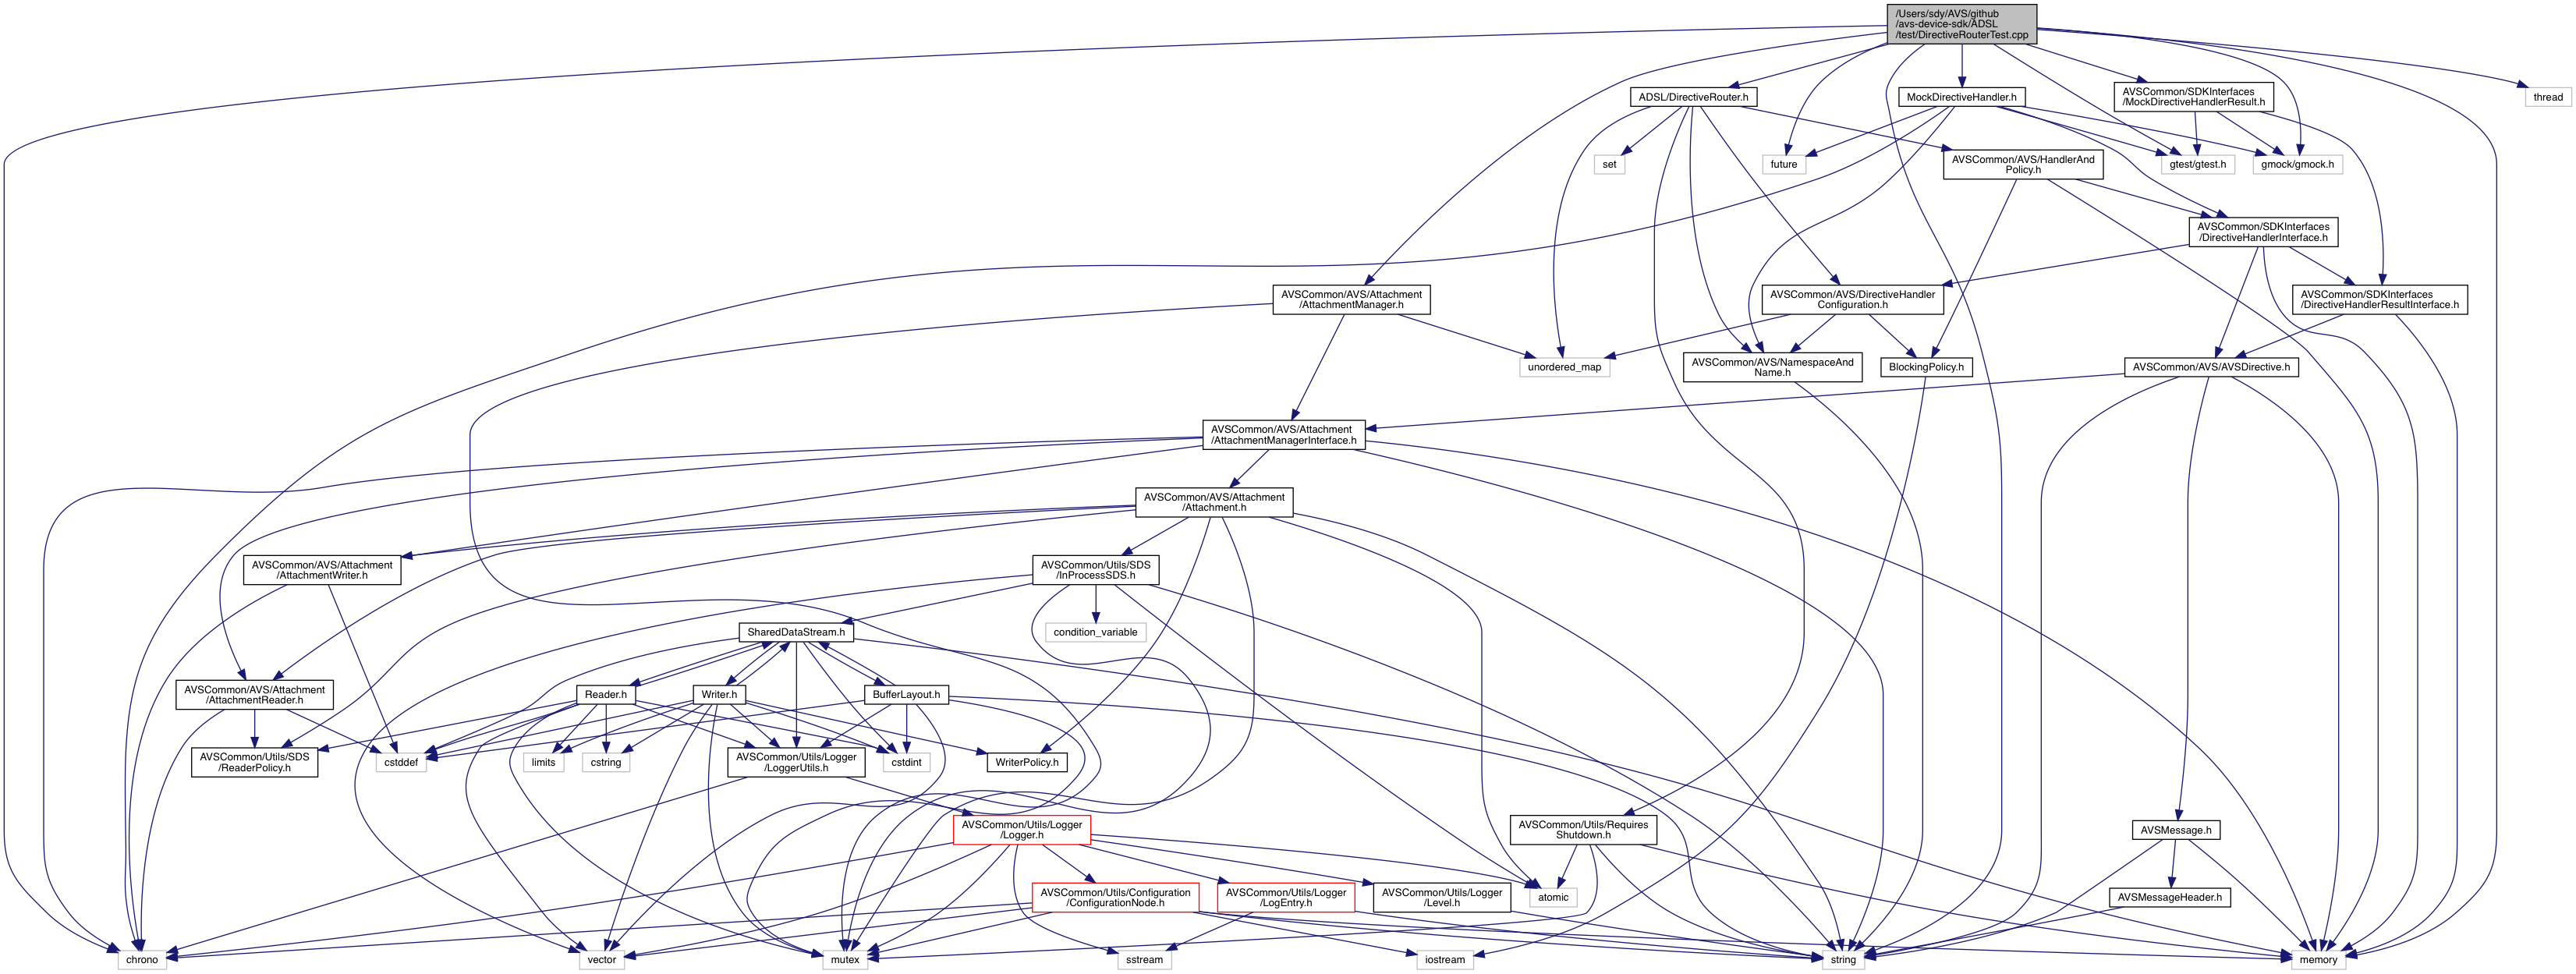 /Users/sdy/AVS/github
/avs-device-sdk/ADSL
/test/DirectiveRouterTest.cpp
ADSL/DirectiveRouter.h
MockDirectiveHandler.h
AVSCommon/SDKInterfaces
/MockDirectiveHandlerResult.h
thread
set
future
AVSCommon/AVS/HandlerAnd
Policy.h
gtest/gtest.h
gmock/gmock.h
AVSCommon/SDKInterfaces
/DirectiveHandlerInterface.h
AVSCommon/AVS/Attachment
/AttachmentManager.h
AVSCommon/AVS/DirectiveHandler
Configuration.h
AVSCommon/SDKInterfaces
/DirectiveHandlerResultInterface.h
unordered_map
AVSCommon/AVS/NamespaceAnd
Name.h
BlockingPolicy.h
AVSCommon/AVS/AVSDirective.h
AVSCommon/AVS/Attachment
/AttachmentManagerInterface.h
AVSCommon/AVS/Attachment
/Attachment.h
AVSCommon/AVS/Attachment
/AttachmentWriter.h
AVSCommon/Utils/SDS
/InProcessSDS.h
SharedDataStream.h
condition_variable
AVSCommon/AVS/Attachment
/AttachmentReader.h
Reader.h
Writer.h
BufferLayout.h
AVSCommon/Utils/SDS
/ReaderPolicy.h
cstddef
limits
cstring
AVSCommon/Utils/Logger
/LoggerUtils.h
cstdint
WriterPolicy.h
AVSCommon/Utils/Logger
/Logger.h
AVSCommon/Utils/Requires
Shutdown.h
AVSMessage.h
AVSCommon/Utils/Configuration
/ConfigurationNode.h
AVSCommon/Utils/Logger
/LogEntry.h
AVSCommon/Utils/Logger
/Level.h
atomic
AVSMessageHeader.h
chrono
vector
mutex
sstream
iostream
string
memory